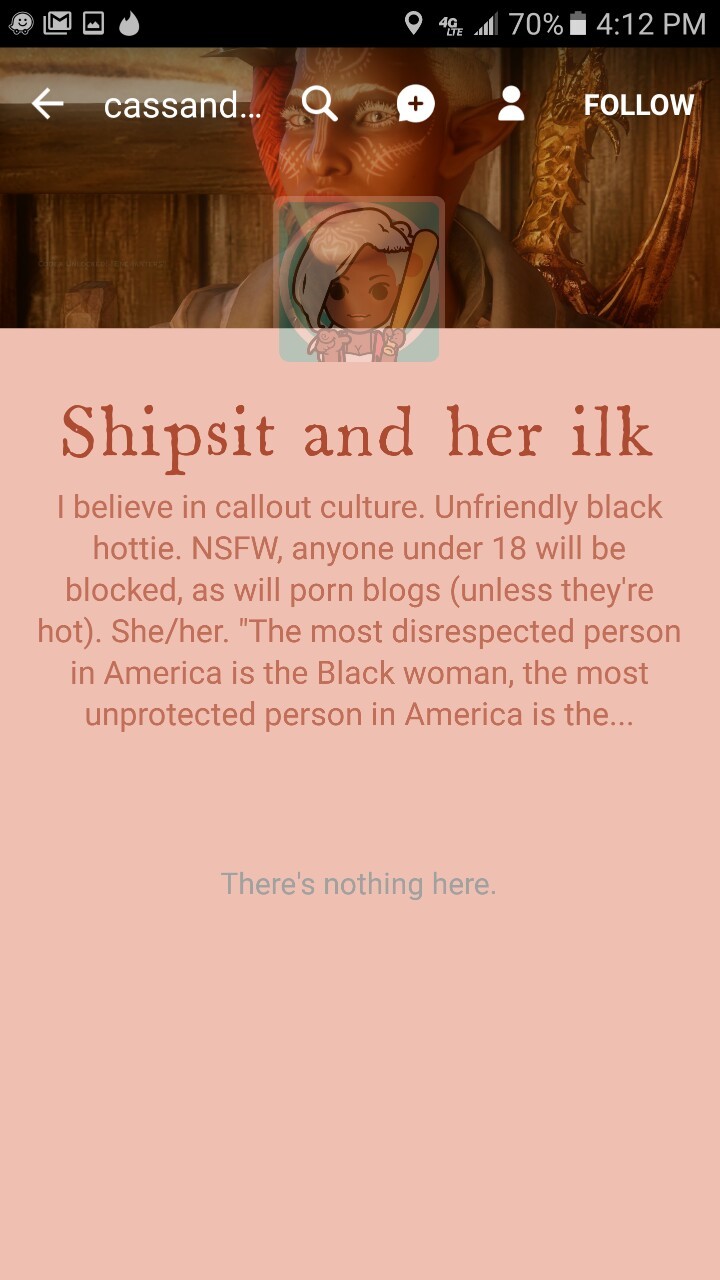 4G LTE 70% 4:12 PM
cassand... FOLLOW
Shipsit and her ilk
I believe in callout culture. Unfriendly black
hottie. NSFW, anyone under 18 will be
blocked, as will porn blogs (unless they're
hot). She/her. "The most disrespected person
in America is the Black woman, the most
unprotected person in America is the...
There's nothing here.